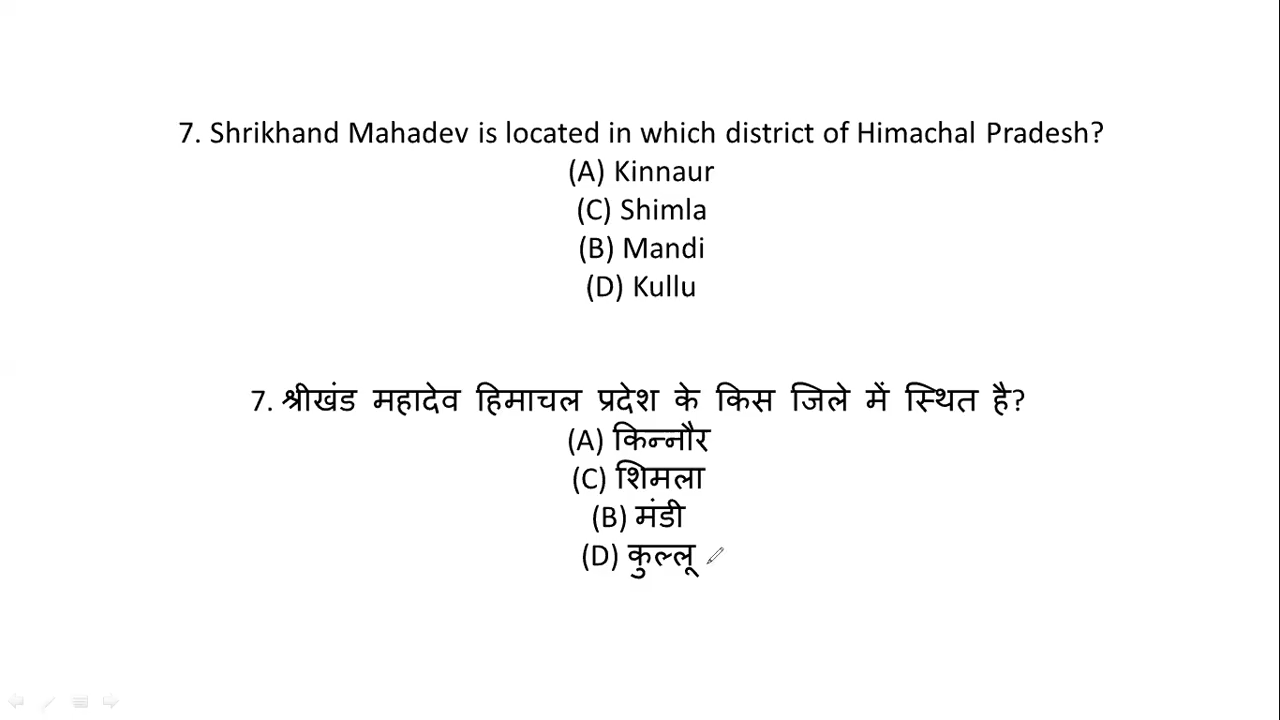 7. Shrikhand Mahadev is located in which district of Himachal Pradesh?
(A) Kinnaur
(C) Shimla
(B) Mandi
(D) Kullu
7. श्रीखंड महादेव हिमाचल प्रदेश के किस जिले में स्थित है?
(A) किन्नौर
(C) शिमला
(B) मंडी
(D) कुल्लू